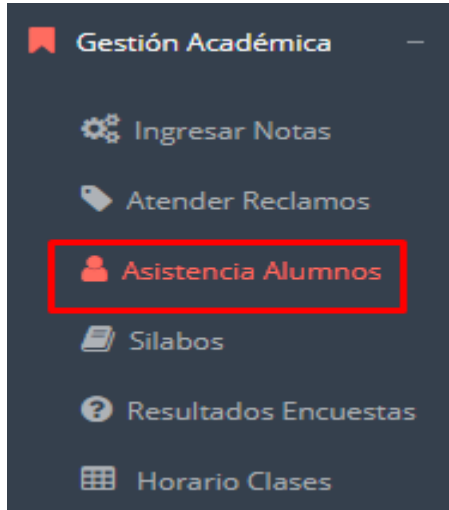 Gestión Académica
Ingresar Notas
Atender Reclamos
Asistencia Alumnos
Silabos
Resultados Encuestas
Horario Clases